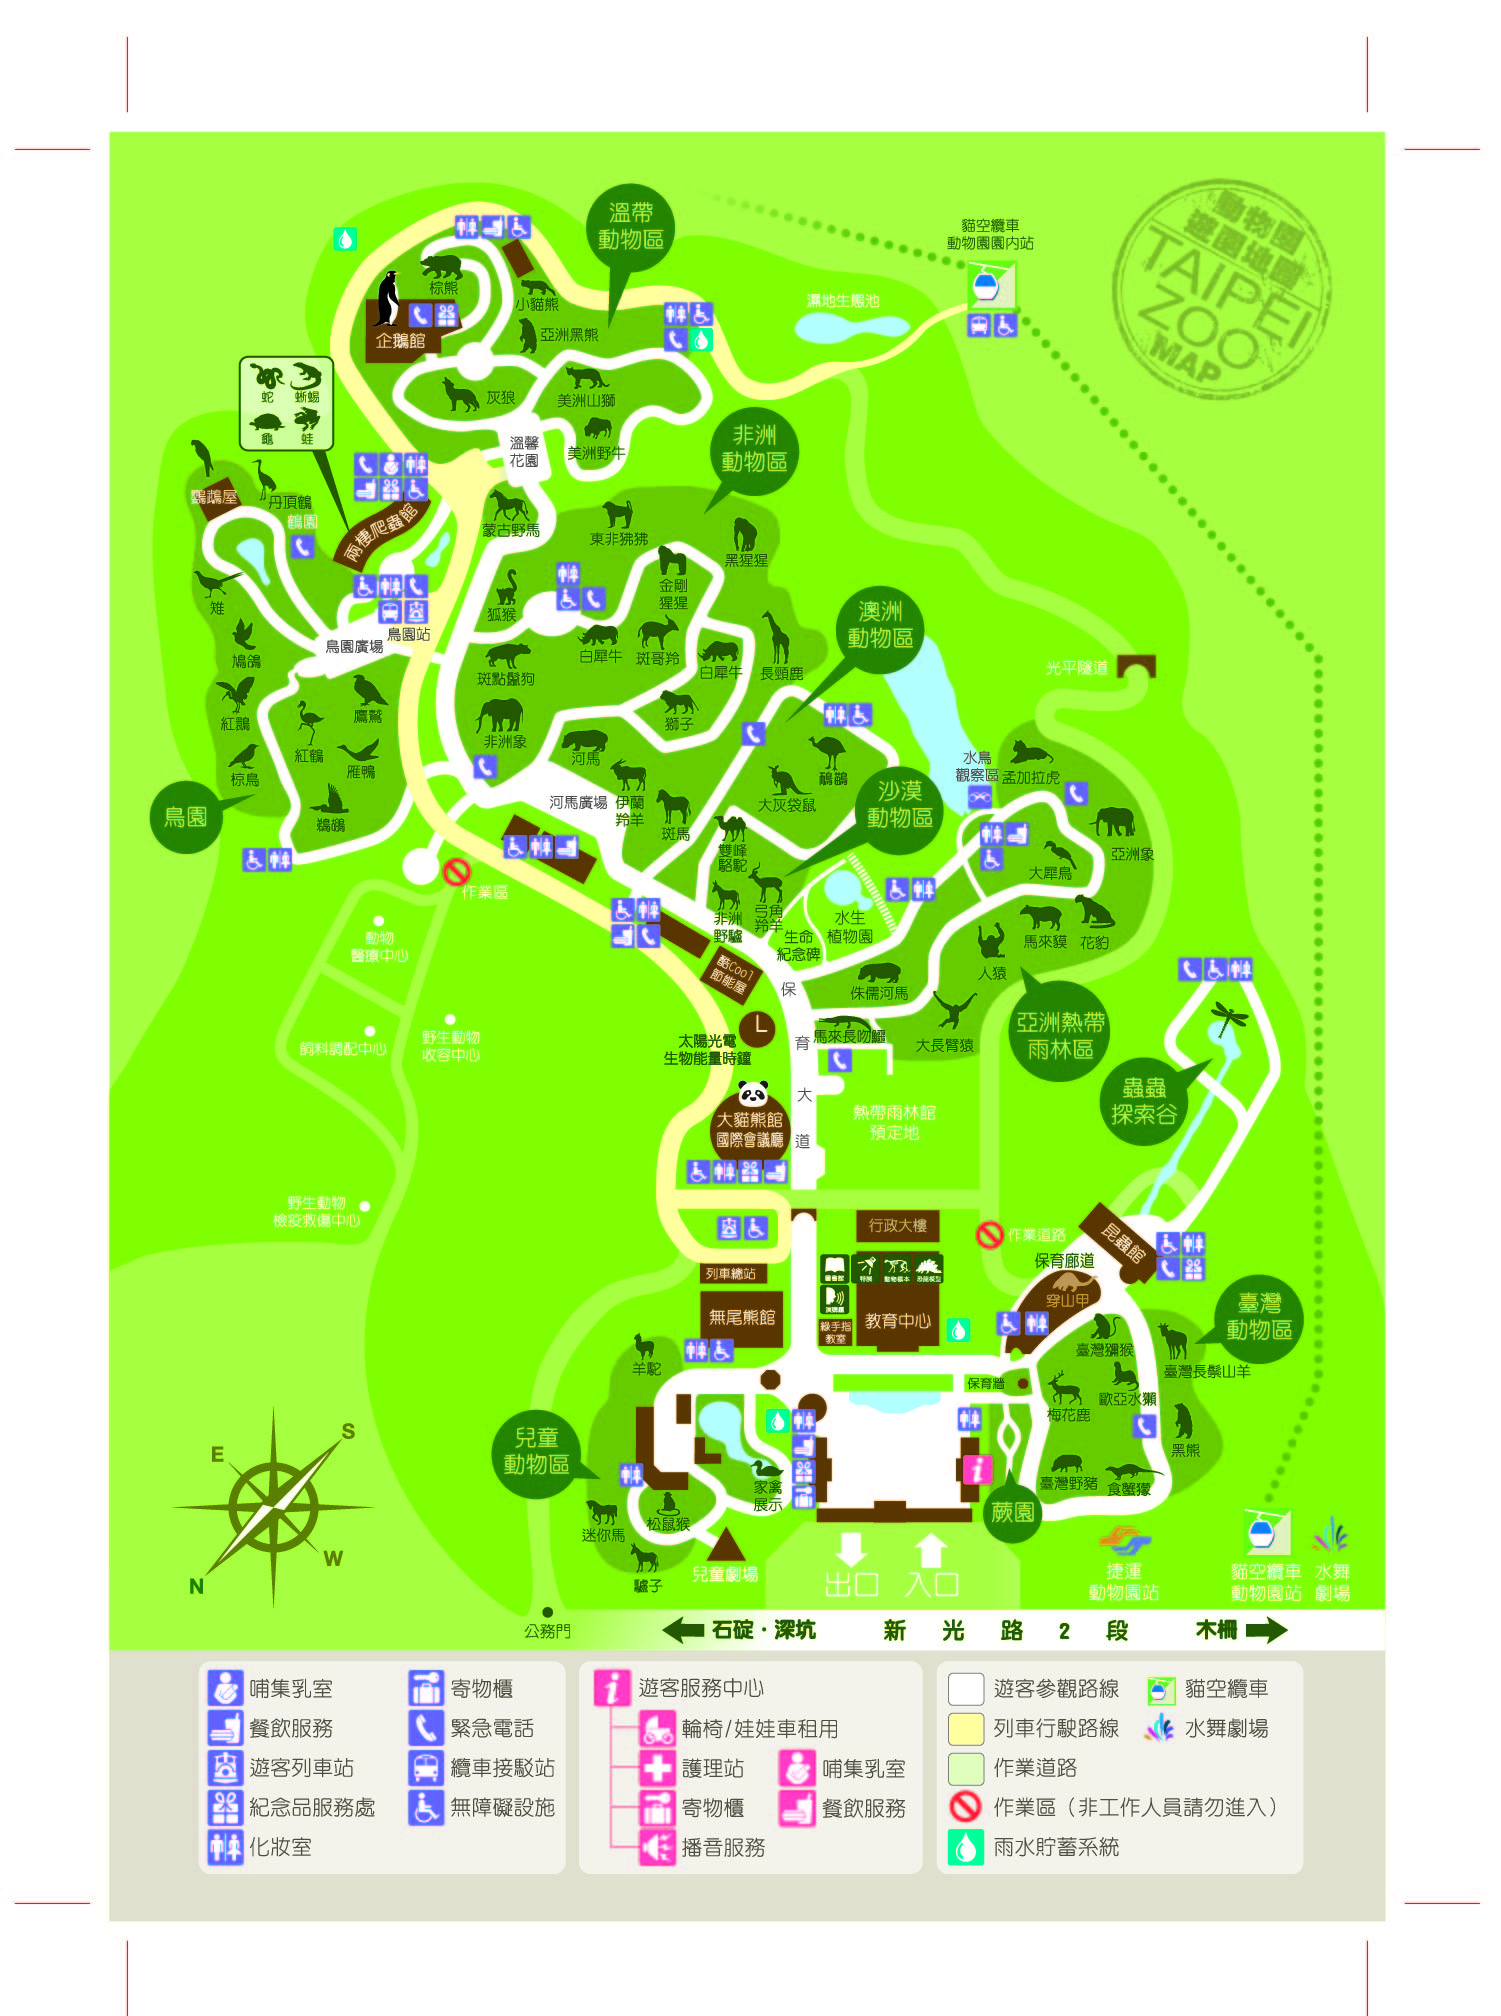 動物園
遊園地圖
TAIPEI
ZOO
MAP
溫帶
動物區
貓空纜車
動物園園內站
棕熊
小貓熊
亞洲黑熊
企鵝館
濕地生態池
蛇
蜥蜴
龜
蛙
灰狼
美洲山獅
美洲野牛
溫馨
花園
非洲
動物區
鸚鵡屋
丹頂鶴
鶴園
兩棲爬蟲館
蒙古野馬
東非狒狒
黑猩猩
金剛
猩猩
雉
狐猴
澳洲
動物區
鳥園站
鳥園廣場
鳩鴿
白犀牛
斑哥羚
白犀牛
長頸鹿
光平隧道
斑點鬣狗
紅䴉
鷹鷲
獅子
非洲象
紅鶴
雁鴨
河馬
椋鳥
水鳥
觀察區
孟加拉虎
鴯鶓
大灰袋鼠
沙漠
動物區
河馬廣場
伊蘭
羚羊
斑馬
鳥園
鵜鶘
雙峰
駱駝
亞洲象
大犀鳥
作業區
非洲
野驢
弓角
羚羊
生命
紀念碑
水生
植物園
馬來貘
花豹
動物
醫療中心
酷Cool
節能屋
人猿
侏儒河馬
保
育
大
道
亞洲熱帶
雨林區
野生動物
收容中心
飼料調配中心
太陽光電
生物能量時鐘
馬來長吻鱷
大長臂猿
蟲蟲
探索谷
大貓熊館
國際會議廳
熱帶雨林館
預定地
野生動物
檢疫救傷中心
行政大樓
作業道路
昆蟲館
保育廊道
穿山甲
列車總站
圖書館
特展
動物標本
恐龍模型
演講廳
無尾熊館
綠手指
教室
教育中心
臺灣
動物區
臺灣獼猴
臺灣長鬃山羊
羊駝
保育牆
歐亞水獺
梅花鹿
黑熊
兒童
動物區
臺灣野豬
食蟹獴
家禽
展示
蕨園
松鼠猴
迷你馬
驢子
兒童劇場
出口
入口
捷運
動物園站
貓空纜車
動物園站
水舞
劇場
S
E
W
N
公務門
石碇·深坑
新光路2段
木柵
哺集乳室
餐飲服務
遊客列車站
紀念品服務處
化妝室
寄物櫃
緊急電話
纜車接駁站
無障礙設施
遊客服務中心
輪椅/娃娃車租用
護理站
哺集乳室
寄物櫃
餐飲服務
播音服務
遊客參觀路線
貓空纜車
列車行駛路線
水舞劇場
作業道路
作業區（非工作人員請勿進入）
雨水貯蓄系統